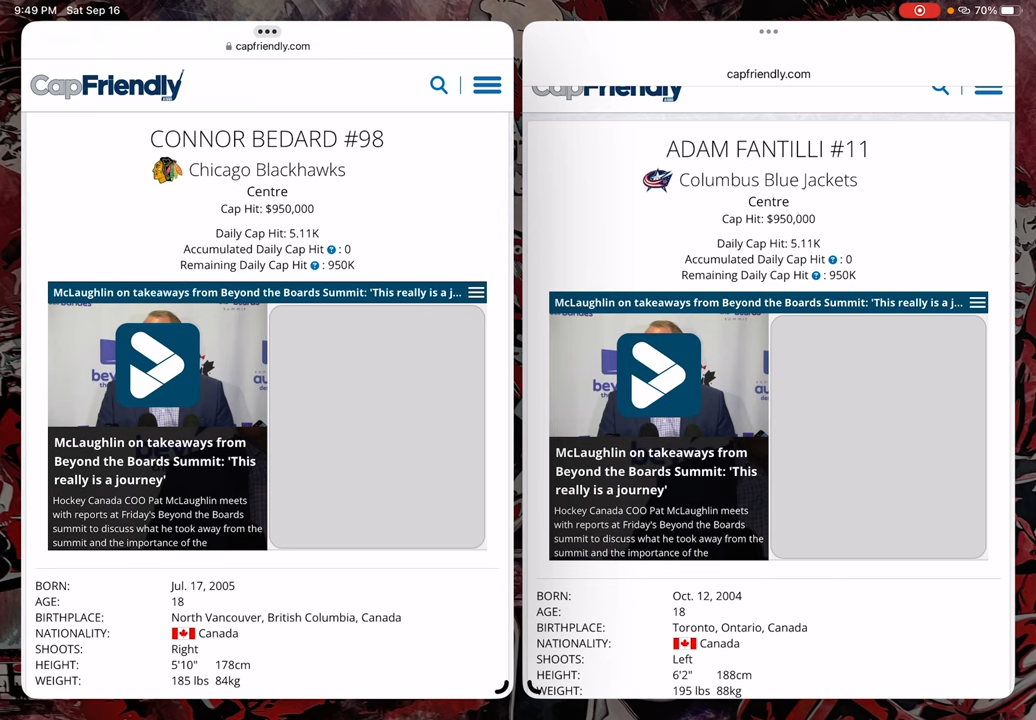 9:49 PM Sat Sep 16
70%
capfriendly.com
CapFriendly
CONNOR BEDARD #98
Chicago Blackhawks
Centre
Cap Hit: $950,000
Daily Cap Hit: 5.11K
Accumulated Daily Cap Hit ? : 0
Remaining Daily Cap Hit ? : 950K
McLaughlin on takeaways from Beyond the Boards Summit: 'This really is a j...
McLaughlin on takeaways from
Beyond the Boards Summit: 'This
really is a journey'
Hockey Canada COO Pat McLaughlin meets
with reports at Friday's Beyond the Boards
summit to discuss what he took away from the
summit and the importance of the
BORN: Jul. 17, 2005
AGE: 18
BIRTHPLACE: North Vancouver, British Columbia, Canada
NATIONALITY: Canada
SHOOTS: Right
HEIGHT: 5'10" 178cm
WEIGHT: 185 lbs 84kg
capfriendly.com
CapFriendly
ADAM FANTILLI #11
Columbus Blue Jackets
Centre
Cap Hit: $950,000
Daily Cap Hit: 5.11K
Accumulated Daily Cap Hit ? : 0
Remaining Daily Cap Hit ? : 950K
McLaughlin on takeaways from Beyond the Boards Summit: 'This really is a j...
bey
McLaughlin on takeaways from
Beyond the Boards Summit: 'This
really is a journey'
Hockey Canada COO Pat McLaughlin meets
with reports at Friday's Beyond the Boards
summit to discuss what he took away from the
summit and the importance of the
BORN: Oct. 12, 2004
AGE: 18
BIRTHPLACE: Toronto, Ontario, Canada
NATIONALITY: Canada
SHOOTS: Left
HEIGHT: 6'2" 188cm
WEIGHT: 195 lbs 88kg